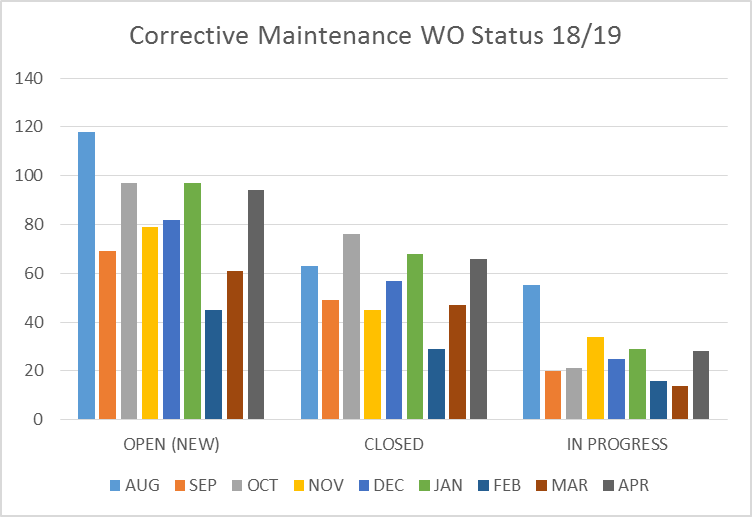 Corrective Maintenance WO Status 18/19
140
120
100
80
60
40
20
0
OPEN (NEW) CLOSED IN PROGRESS
AUG SEP OCT NOV DEC JAN FEB MAR APR